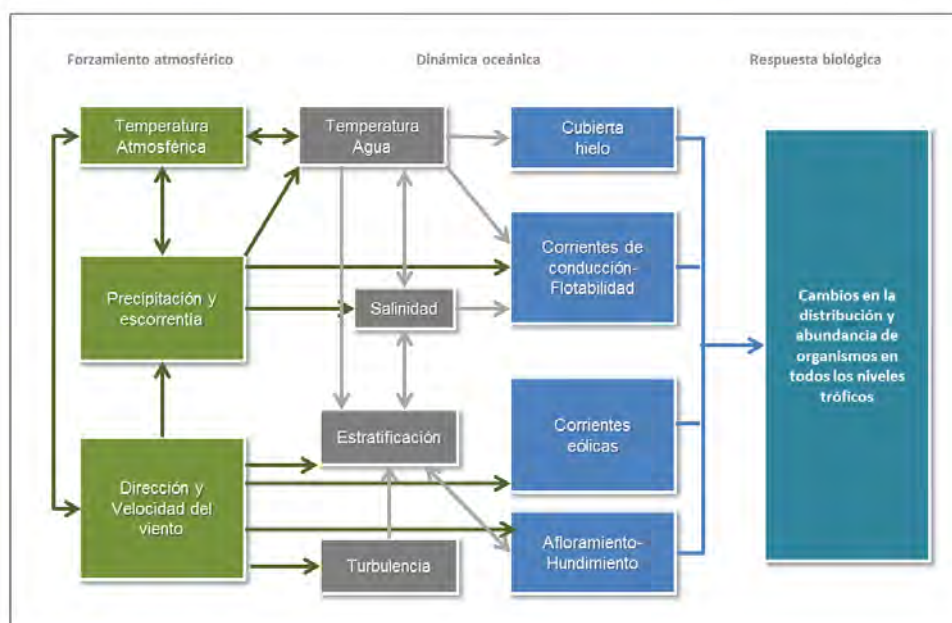 Forzamiento atmosférico
Dinámica oceánica
Respuesta biológica
Temperatura
Atmosférica
Temperatura
Agua
Cubierta
hielo
Precipitación y
escorrentia
Salinidad
Corrientes de
conducción-
Flotabilidad
Cambios en la
distribución y
abundancia de
organismos en
todos los niveles
tróficos
Estratificación
Corrientes
eólicas
Dirección y
Velocidad del
viento
Turbulencia
Afloramiento-
Hundimiento